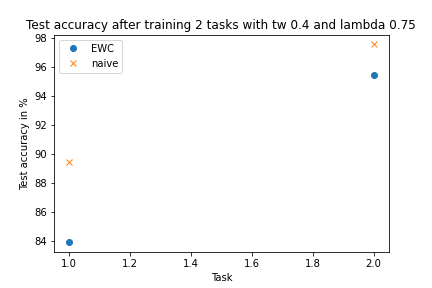 Test accuracy after training 2 tasks with tw 0.4 and lambda 0.75
98
96
94
92
90
88
86
84
Test accuracy in %
EWC
naive
1.0 1.2 1.4 1.6 1.8 2.0
Task